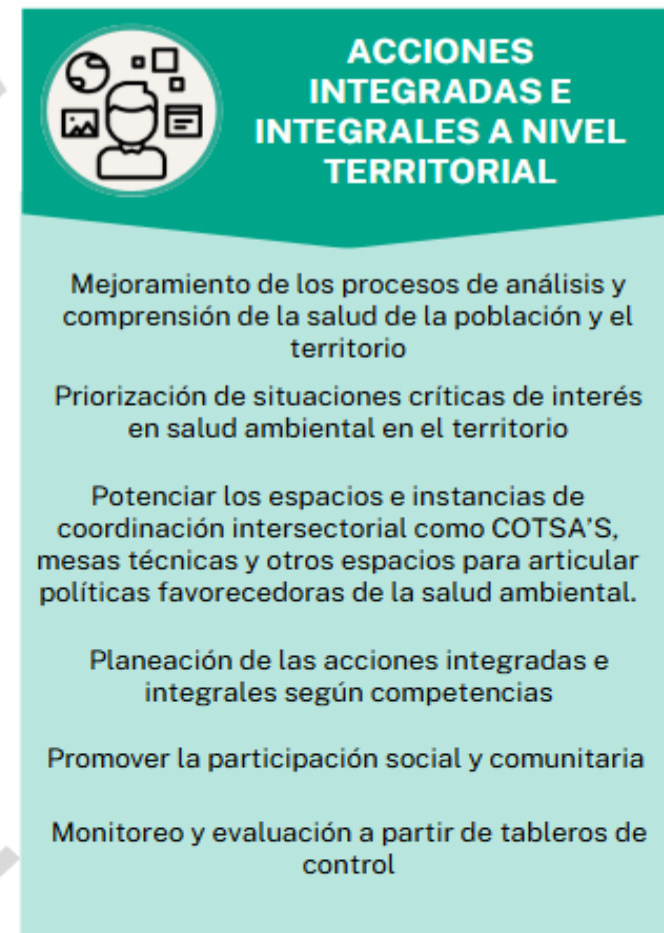 ACCIONES
INTEGRADAS E
INTEGRALES A NIVEL
TERRITORIAL
Mejoramiento de los procesos de análisis y
comprensión de la salud de la población y el
territorio
Priorización de situaciones críticas de interés
en salud ambiental en el territorio
Potenciar los espacios e instancias de
coordinación intersectorial como COTSA’S,
mesas técnicas y otros espacios para articular
políticas favorecedoras de la salud ambiental.
Planeación de las acciones integradas e
integrales según competencias
Promover la participación social y comunitaria
Monitoreo y evaluación a partir de tableros de
control